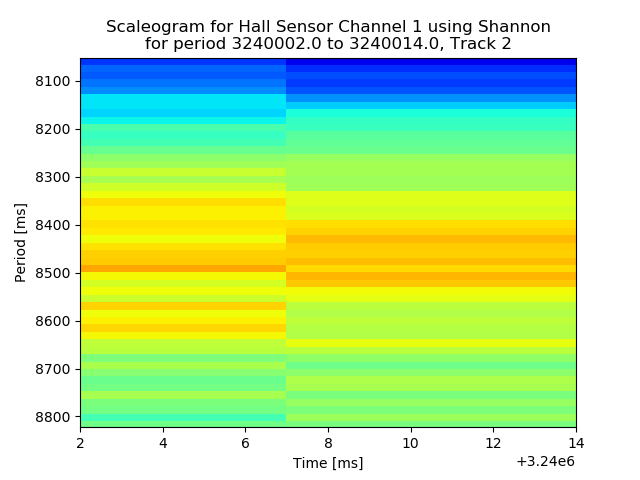 Scaleogram for Hall Sensor Channel 1 using Shannon
for period 3240002.0 to 3240014.0, Track 2
Period [ms]
8100
8200
8300
8400
8500
8600
8700
8800
2 4 6 8 10 12 14
Time [ms]
+3.24e6